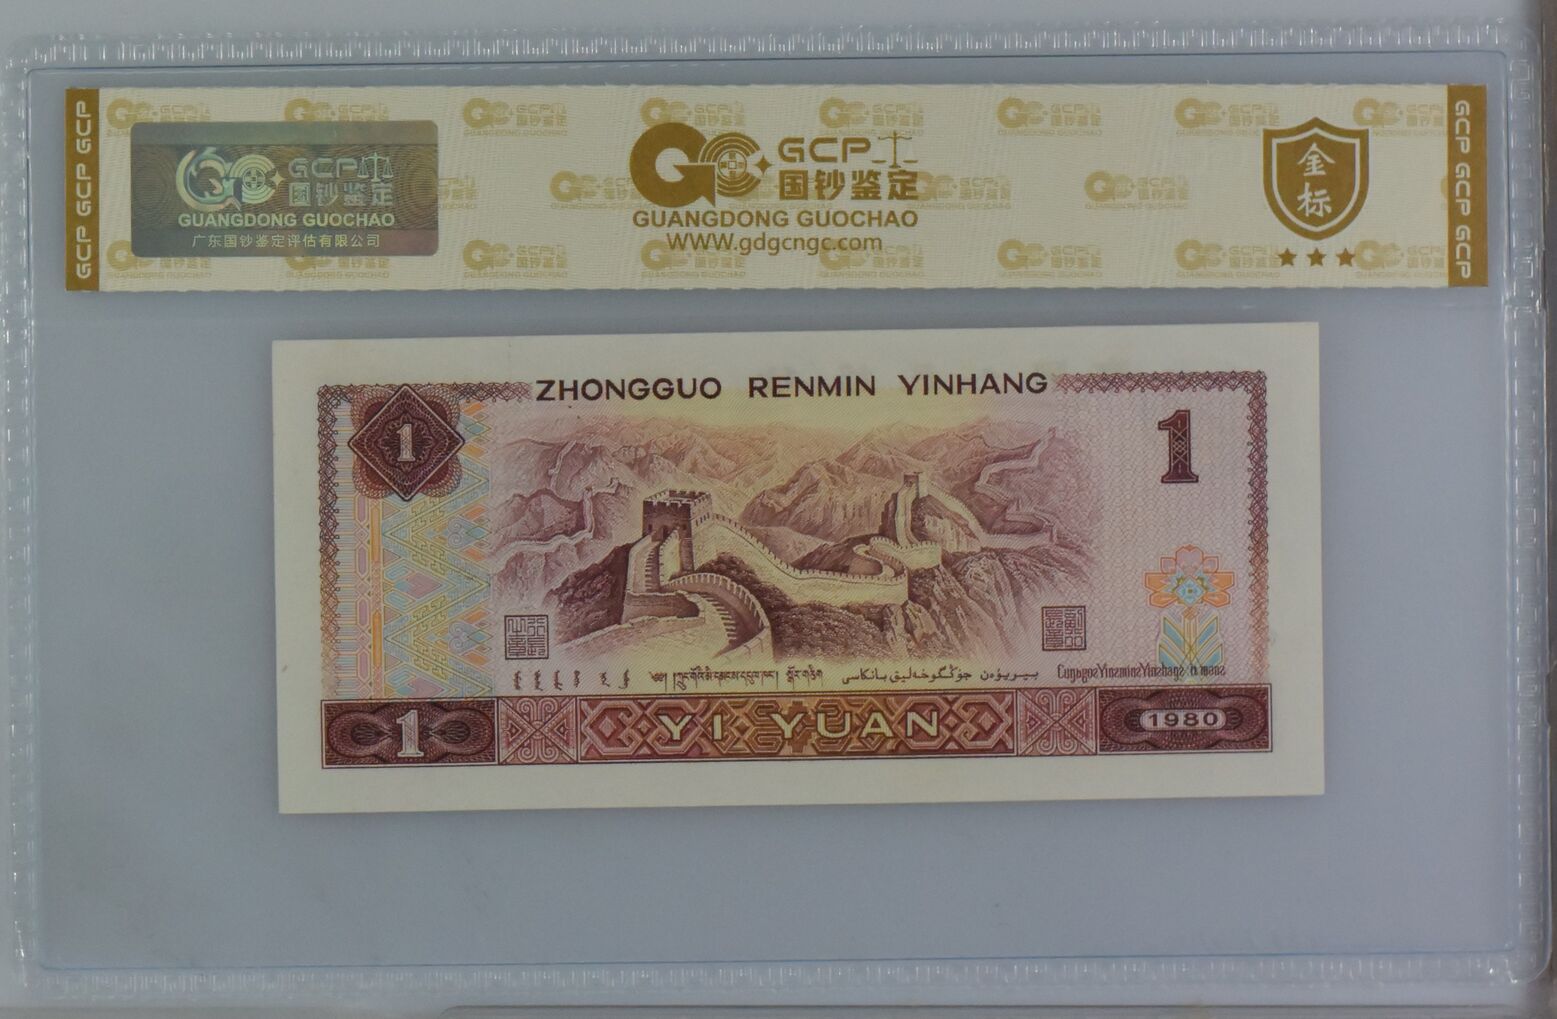 GCP GCP GCP
GCP
国钞鉴定
GUANGDONG GUOCHAO
广东国钞鉴定评估有限公司
GCP
国钞鉴定
GUANGDONG GUOCHAO
WWW.gdgcngc.com
金
标
GCP GCP GCP
ZHONGGUO RENMIN YINHANG
1
1
1
YI YUAN
1980